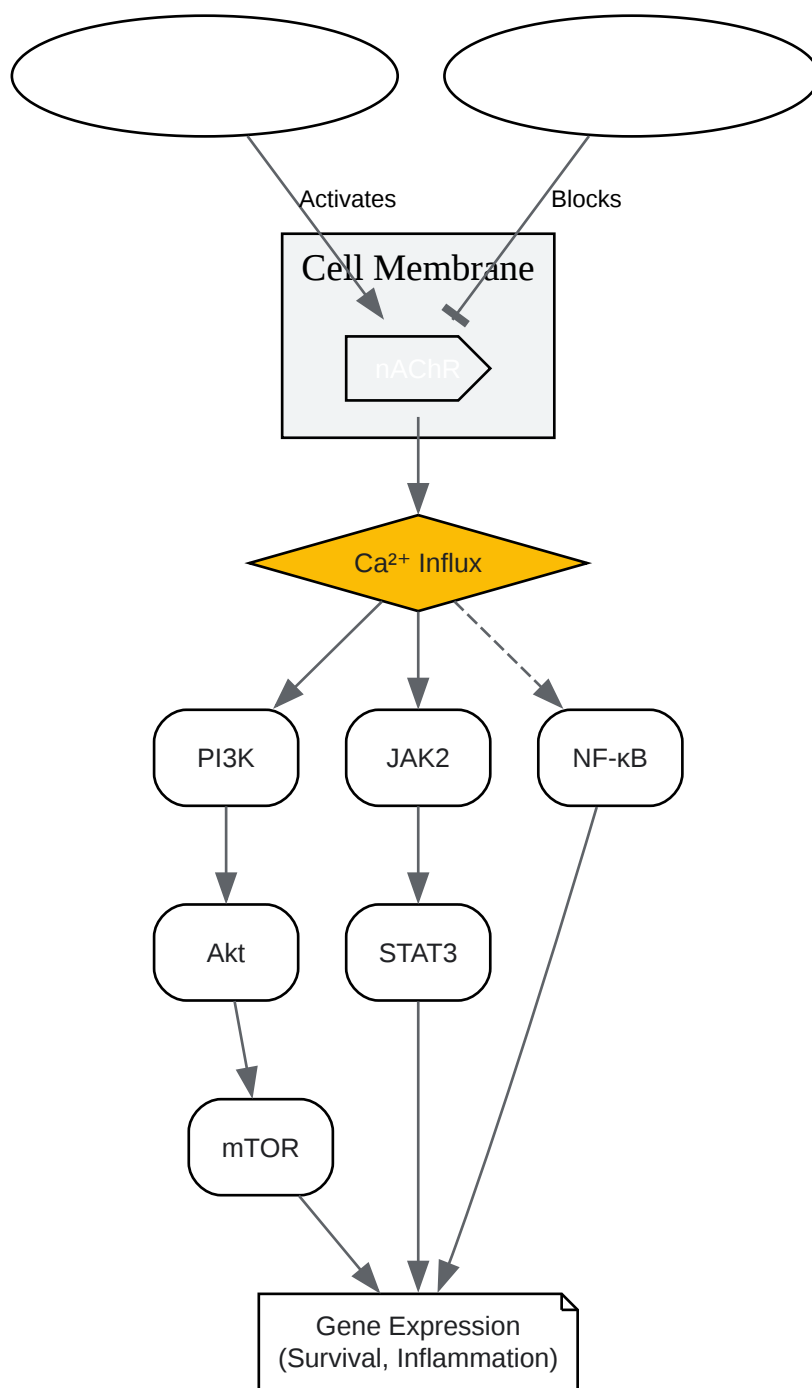 Activates
Blocks
Cell Membrane
nAChR
Ca²⁺ Influx
PI3K
JAK2
NF-κB
Akt
STAT3
mTOR
Gene Expression
(Survival, Inflammation)